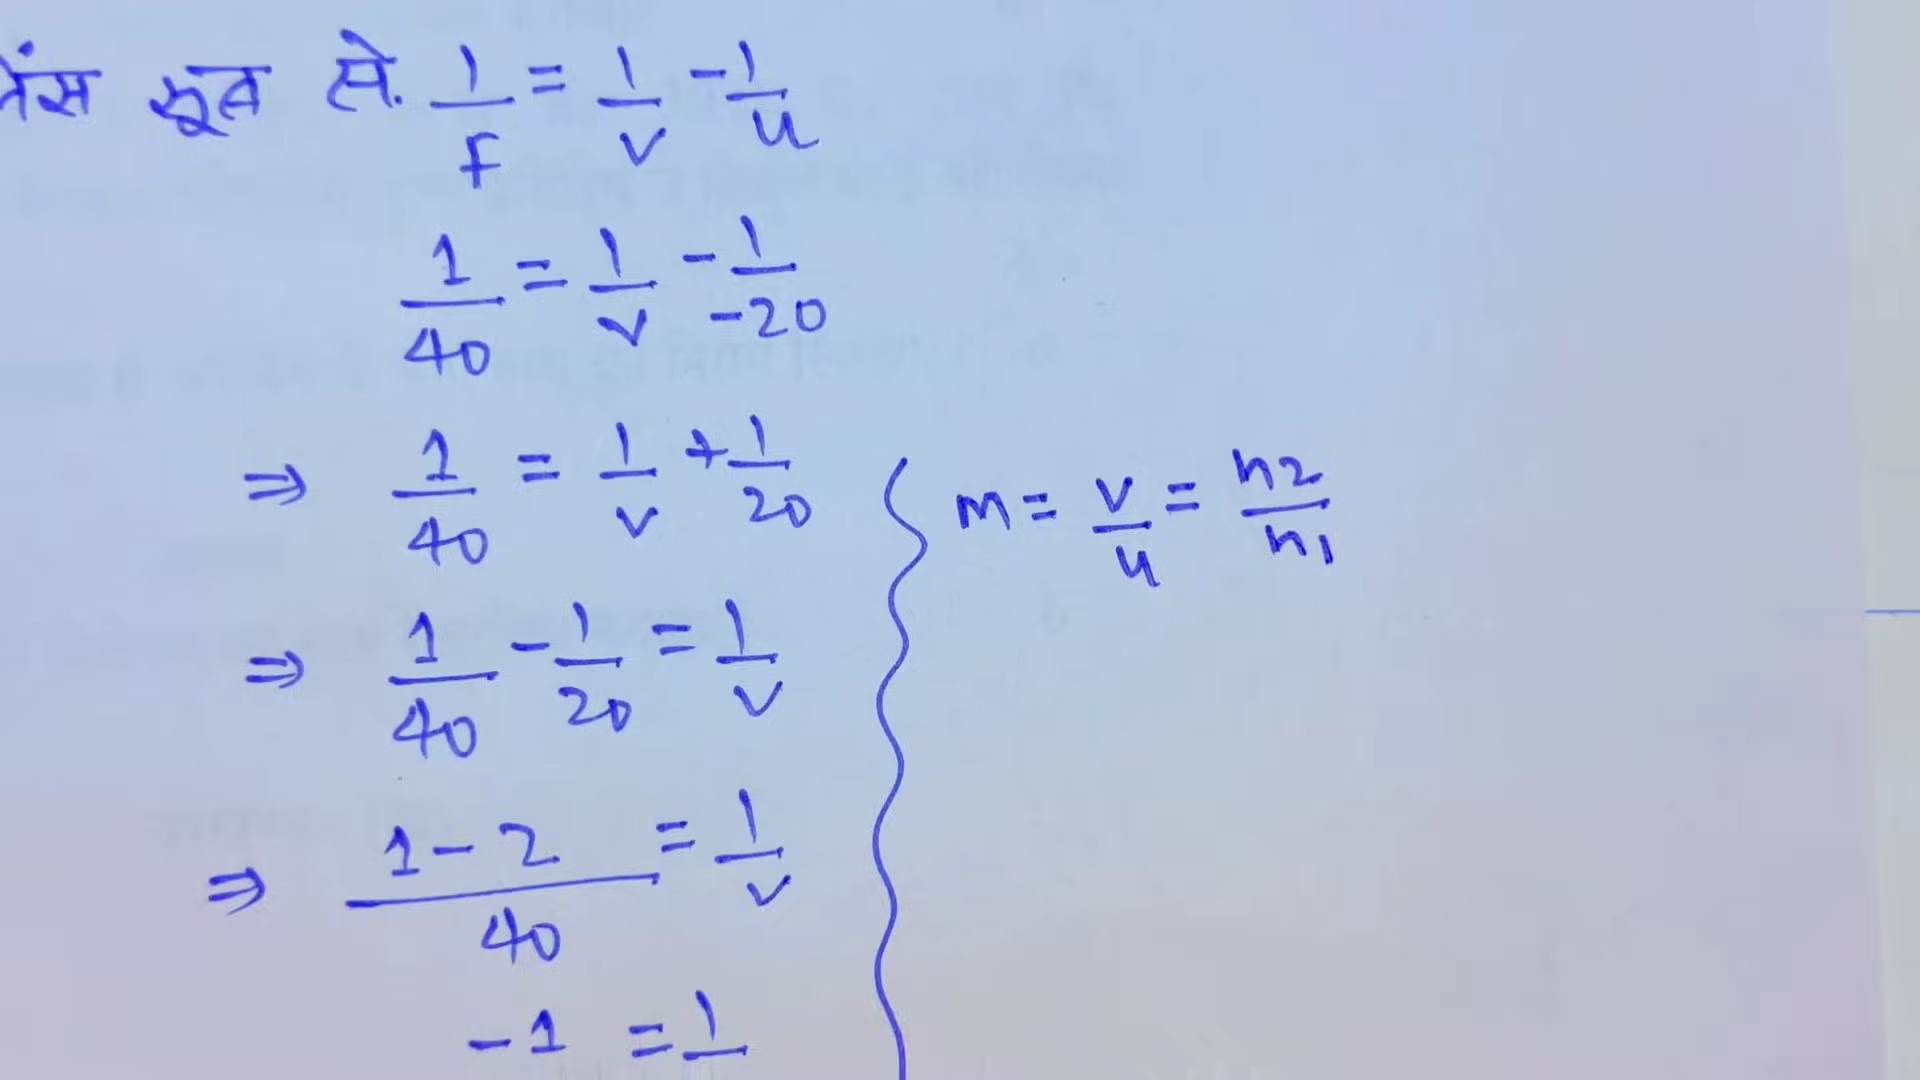 लेंस सूत्र से. 1/F = 1/v - 1/u
1/40 = 1/v - 1/-20
⇒ 1/40 = 1/v + 1/20
⇒ 1/40 - 1/20 = 1/v
⇒ 1-2/40 = 1/v
-1 = 1
m = v/u = h2/h1